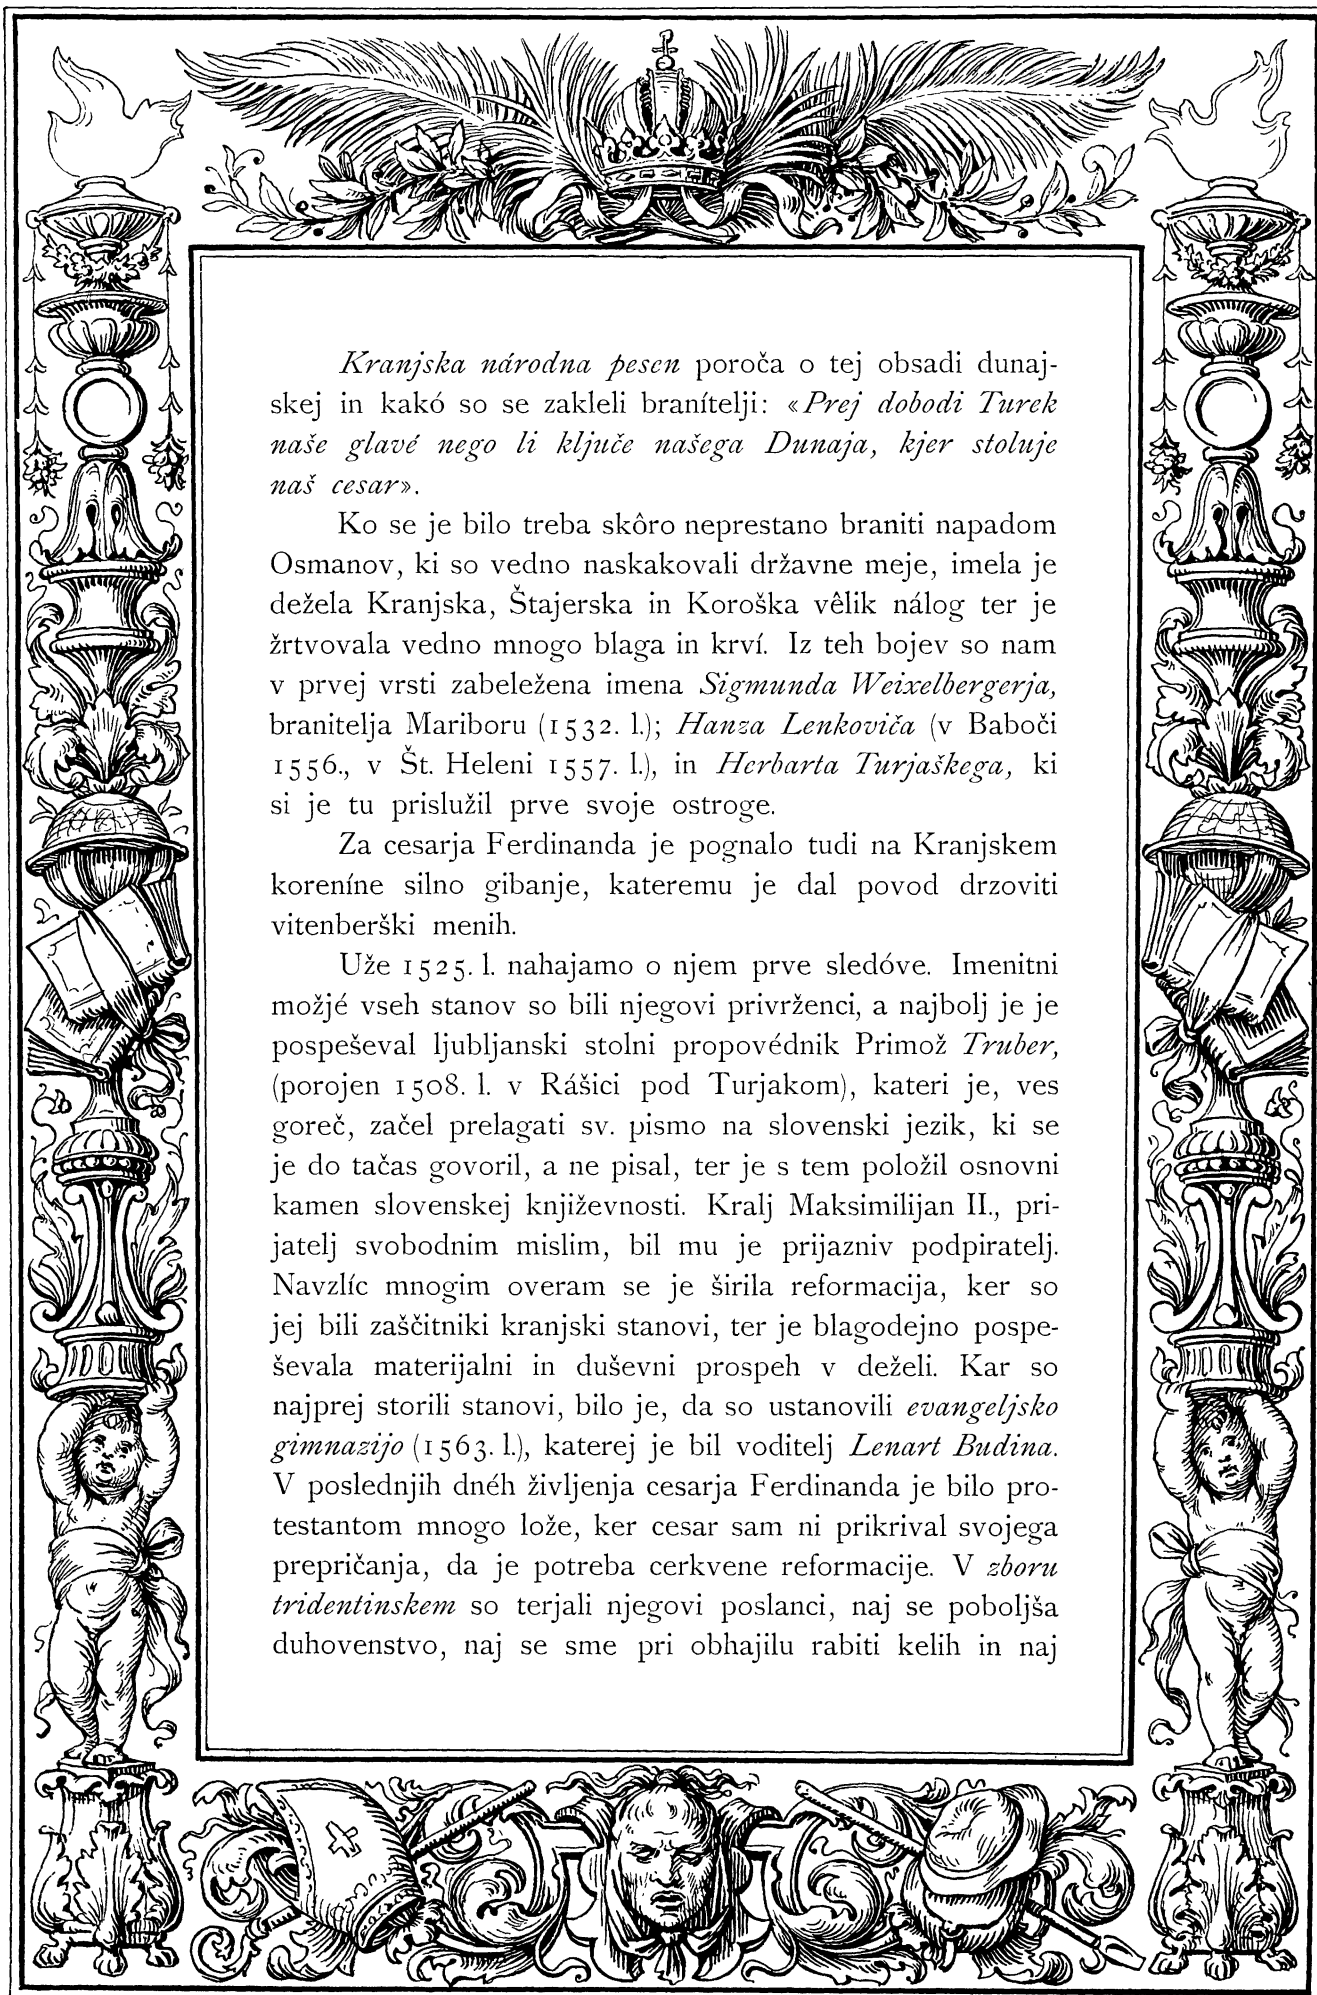 Kranjska národna pesen poroča o tej obsadi dunaj-
skej in kakó so se zakleli branítelji: «Prej dobodi Turek
naše glavé nego li ključe našega Dunaja, kjer stoluje
naš cesar».
Ko se je bilo treba skôro neprestano braniti napadom
Osmanov, ki so vedno naskakovali državne meje, imela je
dežela Kranjska, Štajerska in Koroška vêlik nálog ter je
žrtvovala vedno mnogo blaga in krví. Iz teh bojev so nam
v prvej vrsti zabeležena imena Sigmunda Weixelbergerja,
branitelja Mariboru (1532. l.); Hanza Lenkoviča (v Baboči
1556., v Št. Heleni 1557. l.), in Herbarta Turjaškega, ki
si je tu prislužil prve svoje ostroge.
Za cesarja Ferdinanda je pognalo tudi na Kranjskem
koreníne silno gibanje, kateremu je dal povod drzoviti
vitenberški menih.
Uže 1525. l. nahajamo o njem prve sledóve. Imenitni
možjé vseh stanov so bili njegovi privrženci, a najbolj je je
pospeševal ljubljanski stolni propovédnik Primož Truber,
(porojen 1508. l. v Rášici pod Turjakom), kateri je, ves
goreč, začel prelagati sv. pismo na slovenski jezik, ki se
je do tačas govoril, a ne pisal, ter je s tem položil osnovni
kamen slovenskej književnosti. Kralj Maksimilijan II., pri-
jatelj svobodnim mislim, bil mu je prijazniv podpiratelj.
Navzlíc mnogim overam se je širila reformacija, ker so
jej bili zaščitniki kranjski stanovi, ter je blagodejno pospe-
ševala materijalni in duševni prospeh v deželi. Kar so
najprej storili stanovi, bilo je, da so ustanovili evangeljsko
gimnazijo (1563. l.), katerej je bil voditelj Lenart Budina.
V poslednjih dnéh življenja cesarja Ferdinanda je bilo pro-
testantom mnogo lože, ker cesar sam ni prikrival svojega
prepričanja, da je potreba cerkvene reformacije. V zboru
tridentinskem so terjali njegovi poslanci, naj se poboljša
duhovenstvo, naj se sme pri obhajilu rabiti kelih in naj